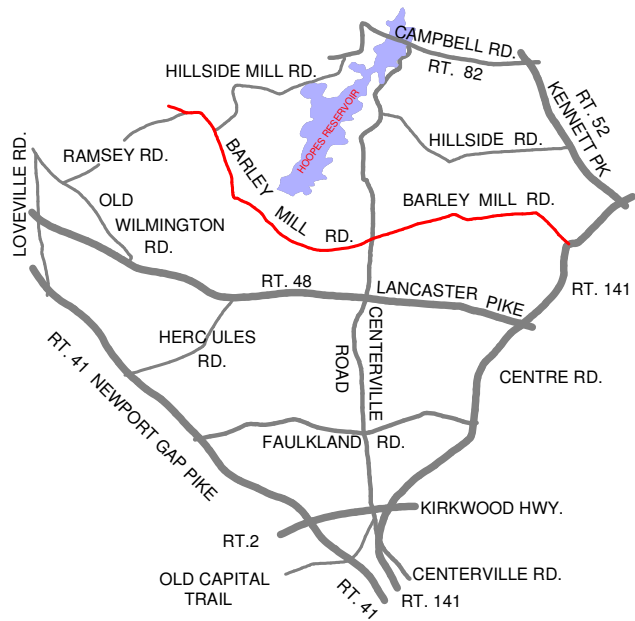 CAMPBELL RD.
RT. 82
HILLSIDE MILL RD.
RT. 52
KENNETT PK
HOOPES RESERVOIR
HILLSIDE RD.
RAMSEY RD.
BARLEY MILL RD.
BARLEY MILL RD.
LOVEVILLE RD.
OLD
WILMINGTON
RD.
RT. 48
LANCASTER PIKE
RT. 141
HERCULES
RD.
CENTERVILLE
ROAD
CENTRE RD.
RT. 41 NEWPORT GAP PIKE
FAULKLAND RD.
KIRKWOOD HWY.
RT.2
OLD CAPITAL
TRAIL
CENTERVILLE RD.
RT. 41
RT. 141